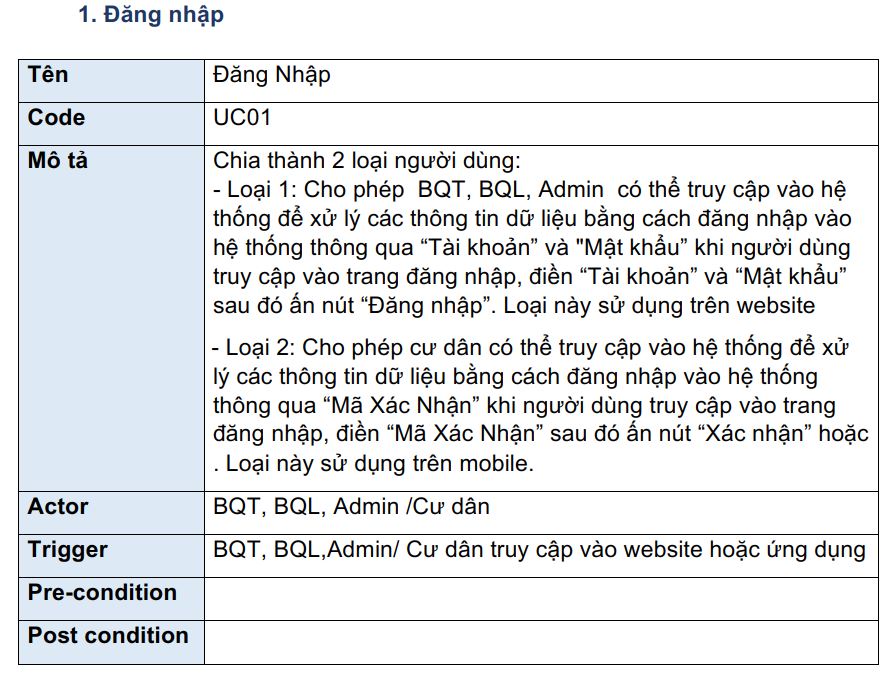 1. Đăng nhập
Tên
Đăng Nhập
Code
UC01
Mô tả
Chia thành 2 loại người dùng:
- Loại 1: Cho phép  BQT, BQL, Admin  có thể truy cập vào hệ
thống để xử lý các thông tin dữ liệu bằng cách đăng nhập vào
hệ thống thông qua “Tài khoản” và "Mật khẩu” khi người dùng
truy cập vào trang đăng nhập, điền “Tài khoản” và “Mật khẩu”
sau đó ấn nút “Đăng nhập”. Loại này sử dụng trên website
- Loại 2: Cho phép cư dân có thể truy cập vào hệ thống để xử
lý các thông tin dữ liệu bằng cách đăng nhập vào hệ thống
thông qua “Mã Xác Nhận” khi người dùng truy cập vào trang
đăng nhập, điền “Mã Xác Nhận” sau đó ấn nút “Xác nhận” hoặc
. Loại này sử dụng trên mobile.
Actor
BQT, BQL, Admin /Cư dân
Trigger
BQT, BQL,Admin/ Cư dân truy cập vào website hoặc ứng dụng
Pre-condition
Post condition